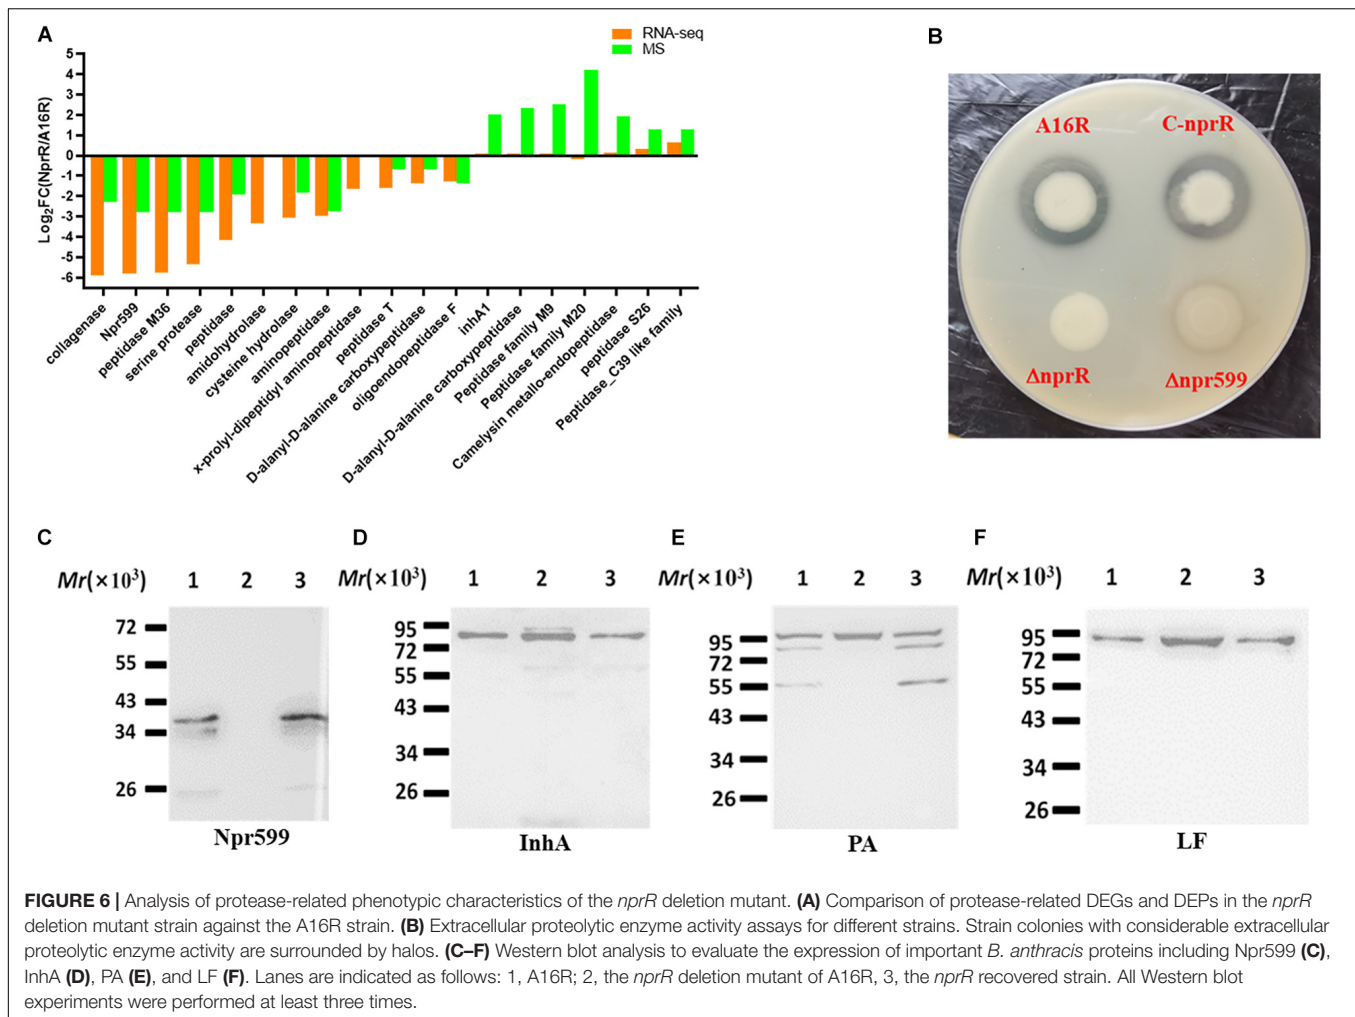 A
RNA-seq
MS
Log2FC(NprR/A16R)
5
4
3
2
1
0
-1
-2
-3
-4
-5
-6
collagenase
Npr599
peptidase M36
serine protease
peptidase
amidohydrolase
cysteine hydrolase
aminopeptidase
x-prolyl-dipeptidyl aminopeptidase
peptidase T
D-alanyl-D-alanine carboxypeptidase
oligoendopeptidase F
inhA1
D-alanyl-D-alanine carboxypeptidase
Peptidase family M9
Peptidase family M20
Camelysin metallo-endopeptidase
peptidase S26
Peptidase_C39 like family
B
A16R
C-nprR
ΔnprR
Δnpr599
C
Mr(×10³) 1 2 3
72
55
43
34
26
Npr599
D
Mr(×10³) 1 2 3
95
72
55
43
34
26
InhA
E
Mr(×10³) 1 2 3
95
72
55
43
34
26
PA
F
Mr(×10³) 1 2 3
95
72
55
43
34
26
LF
FIGURE 6 | Analysis of protease-related phenotypic characteristics of the nprR deletion mutant. (A) Comparison of protease-related DEGs and DEPs in the nprR
deletion mutant strain against the A16R strain. (B) Extracellular proteolytic enzyme activity assays for different strains. Strain colonies with considerable extracellular
proteolytic enzyme activity are surrounded by halos. (C–F) Western blot analysis to evaluate the expression of important B. anthracis proteins including Npr599 (C),
InhA (D), PA (E), and LF (F). Lanes are indicated as follows: 1, A16R; 2, the nprR deletion mutant of A16R, 3, the nprR recovered strain. All Western blot
experiments were performed at least three times.